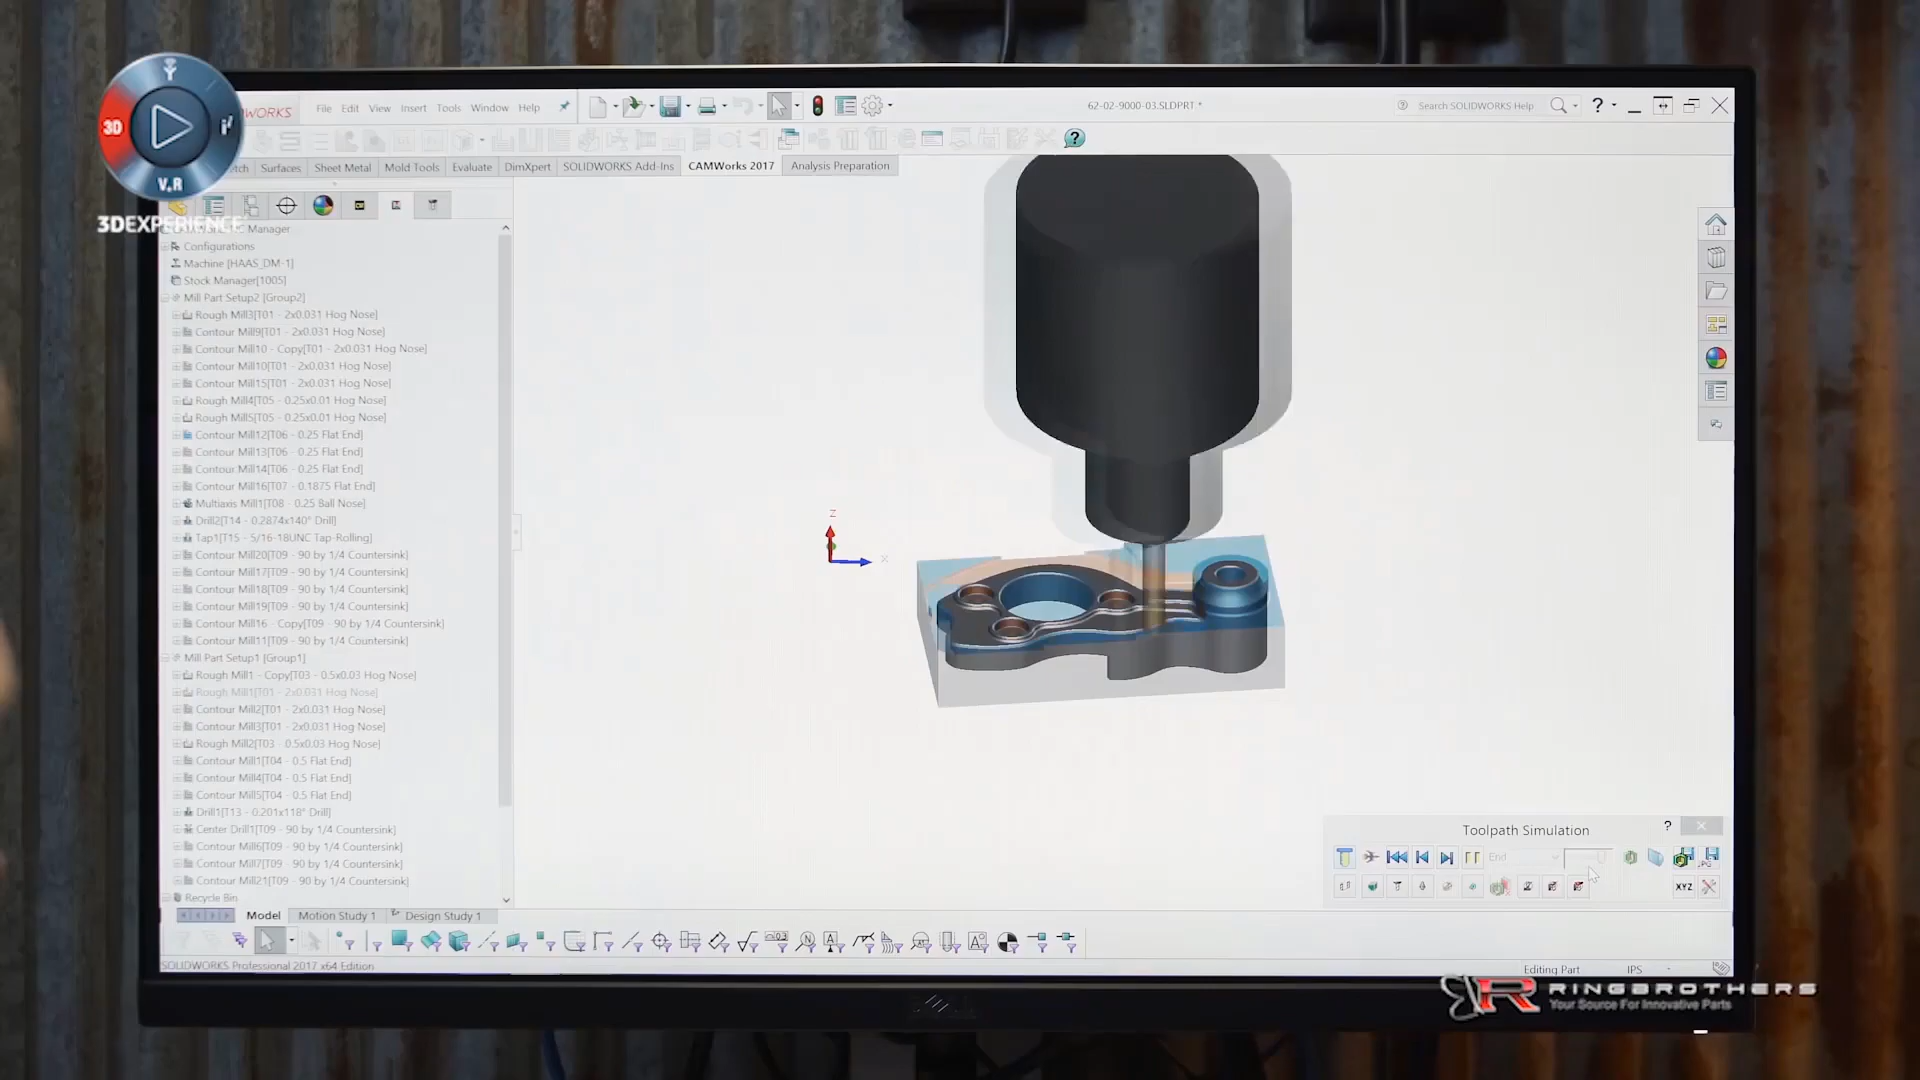 3D
V.R
3DEXPERIENCE
WORKS
File Edit View Insert Tools Window Help
62-02-9000-03.SLDPRT *
Search SOLIDWORKS Help
?
Surfaces Sheet Metal Mold Tools Evaluate DimXpert SOLIDWORKS Add-Ins CAMWorks 2017 Analysis Preparation
Manager
Configurations
Machine [HAAS_DM-1]
Stock Manager[1005]
Mill Part Setup2 [Group2]
Rough Mill3[T01 - 2x0.031 Hog Nose]
Contour Mill9[T01 - 2x0.031 Hog Nose]
Contour Mill10 - Copy[T01 - 2x0.031 Hog Nose]
Contour Mill10[T01 - 2x0.031 Hog Nose]
Contour Mill15[T01 - 2x0.031 Hog Nose]
Rough Mill4[T05 - 0.25x0.01 Hog Nose]
Rough Mill5[T05 - 0.25x0.01 Hog Nose]
Contour Mill12[T06 - 0.25 Flat End]
Contour Mill13[T06 - 0.25 Flat End]
Contour Mill14[T06 - 0.25 Flat End]
Contour Mill16[T07 - 0.1875 Flat End]
Multiaxis Mill1[T08 - 0.25 Ball Nose]
Drill2[T14 - 0.2874x140° Drill]
Tap1[T15 - 5/16-18UNC Tap-Rolling]
Contour Mill20[T09 - 90 by 1/4 Countersink]
Contour Mill17[T09 - 90 by 1/4 Countersink]
Contour Mill18[T09 - 90 by 1/4 Countersink]
Contour Mill19[T09 - 90 by 1/4 Countersink]
Contour Mill16 - Copy[T09 - 90 by 1/4 Countersink]
Contour Mill11[T09 - 90 by 1/4 Countersink]
Mill Part Setup1 [Group1]
Rough Mill1 - Copy[T03 - 0.5x0.03 Hog Nose]
Rough Mill1[T01 - 2x0.031 Hog Nose]
Contour Mill2[T01 - 2x0.031 Hog Nose]
Contour Mill3[T01 - 2x0.031 Hog Nose]
Rough Mill2[T03 - 0.5x0.03 Hog Nose]
Contour Mill1[T04 - 0.5 Flat End]
Contour Mill4[T04 - 0.5 Flat End]
Contour Mill5[T04 - 0.5 Flat End]
Drill1[T13 - 0.201x118° Drill]
Center Drill1[T09 - 90 by 1/4 Countersink]
Contour Mill6[T09 - 90 by 1/4 Countersink]
Contour Mill7[T09 - 90 by 1/4 Countersink]
Contour Mill21[T09 - 90 by 1/4 Countersink]
Recycle Bin
Z
X
Toolpath Simulation ?
End
XYZ
Model Motion Study 1 Design Study 1
SOLIDWORKS Professional 2017 x64 Edition
Editing Part IPS
DELL
RINGBROTHERS
Your Source For Innovative Parts